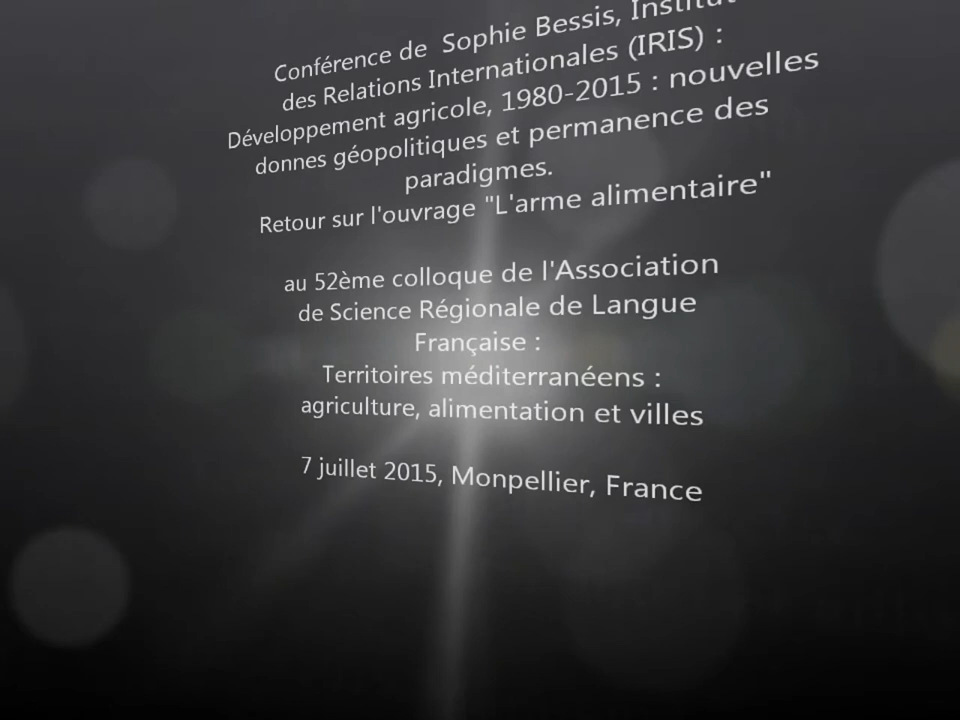 Conférence de Sophie Bessis, Institut
des Relations Internationales (IRIS) :
Développement agricole, 1980-2015 : nouvelles
donnes géopolitiques et permanence des
paradigmes.
Retour sur l'ouvrage "L'arme alimentaire"
au 52ème colloque de l'Association
de Science Régionale de Langue
Française :
Territoires méditerranéens :
agriculture, alimentation et villes
7 juillet 2015, Monpellier, France